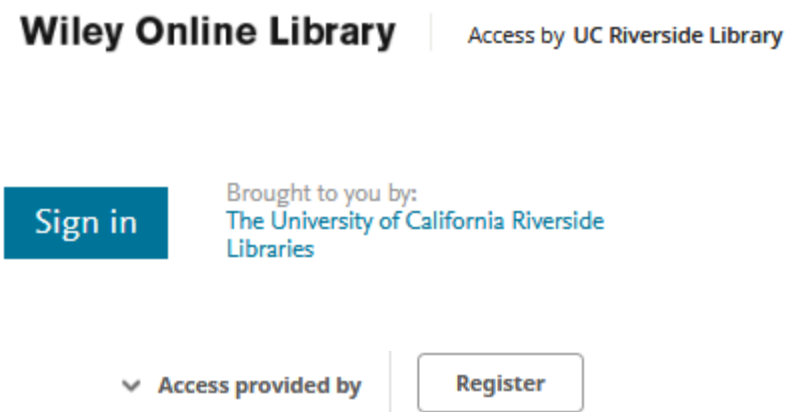 Wiley Online Library
Access by UC Riverside Library
Sign in
Brought to you by:
The University of California Riverside
Libraries
Access provided by
Register